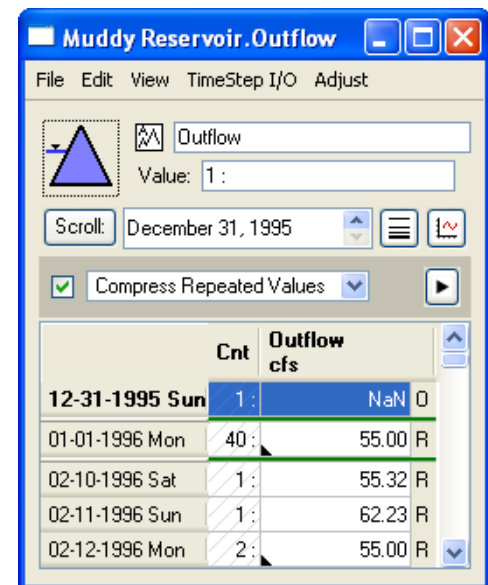 Muddy Reservoir.Outflow
File Edit View TimeStep I/O Adjust
Outflow
Value: 1 :
Scroll: December 31, 1995
Compress Repeated Values
Cnt Outflow cfs
12-31-1995 Sun 1 : NaN O
01-01-1996 Mon 40 : 55.00 R
02-10-1996 Sat 1 : 55.32 R
02-11-1996 Sun 1 : 62.23 R
02-12-1996 Mon 2 : 55.00 R